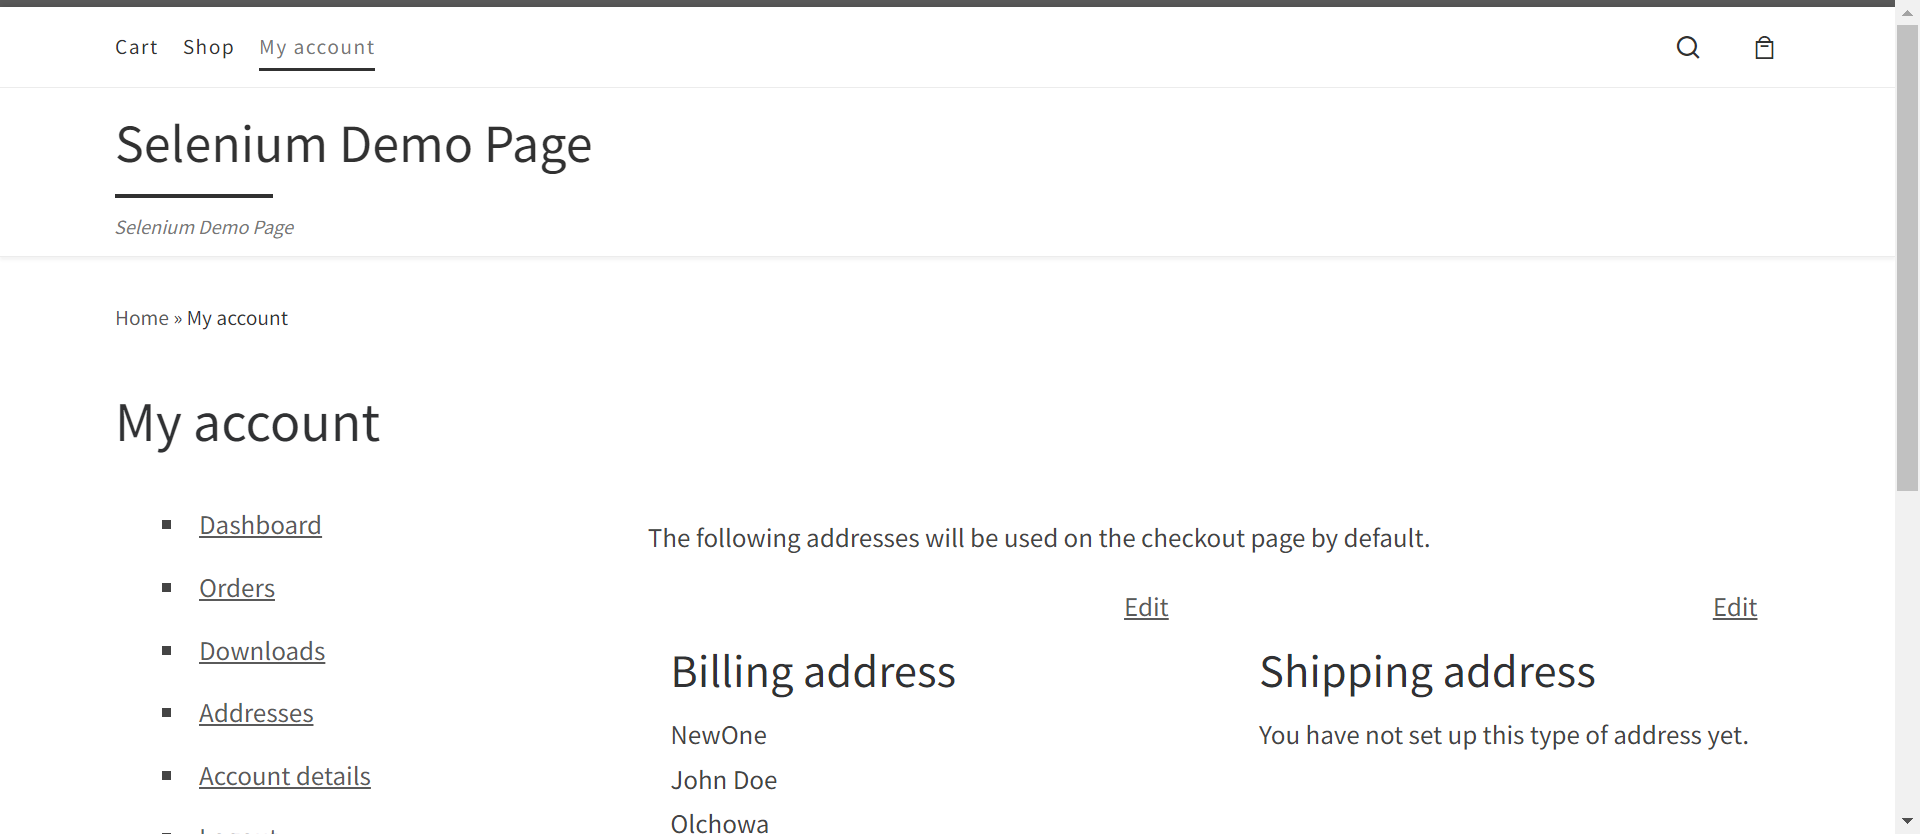 Cart Shop My account
Selenium Demo Page
Selenium Demo Page
Home » My account
My account
Dashboard
Orders
Downloads
Addresses
Account details
Logout
The following addresses will be used on the checkout page by default.
Edit
Billing address
NewOne
John Doe
Olchowa
Edit
Shipping address
You have not set up this type of address yet.